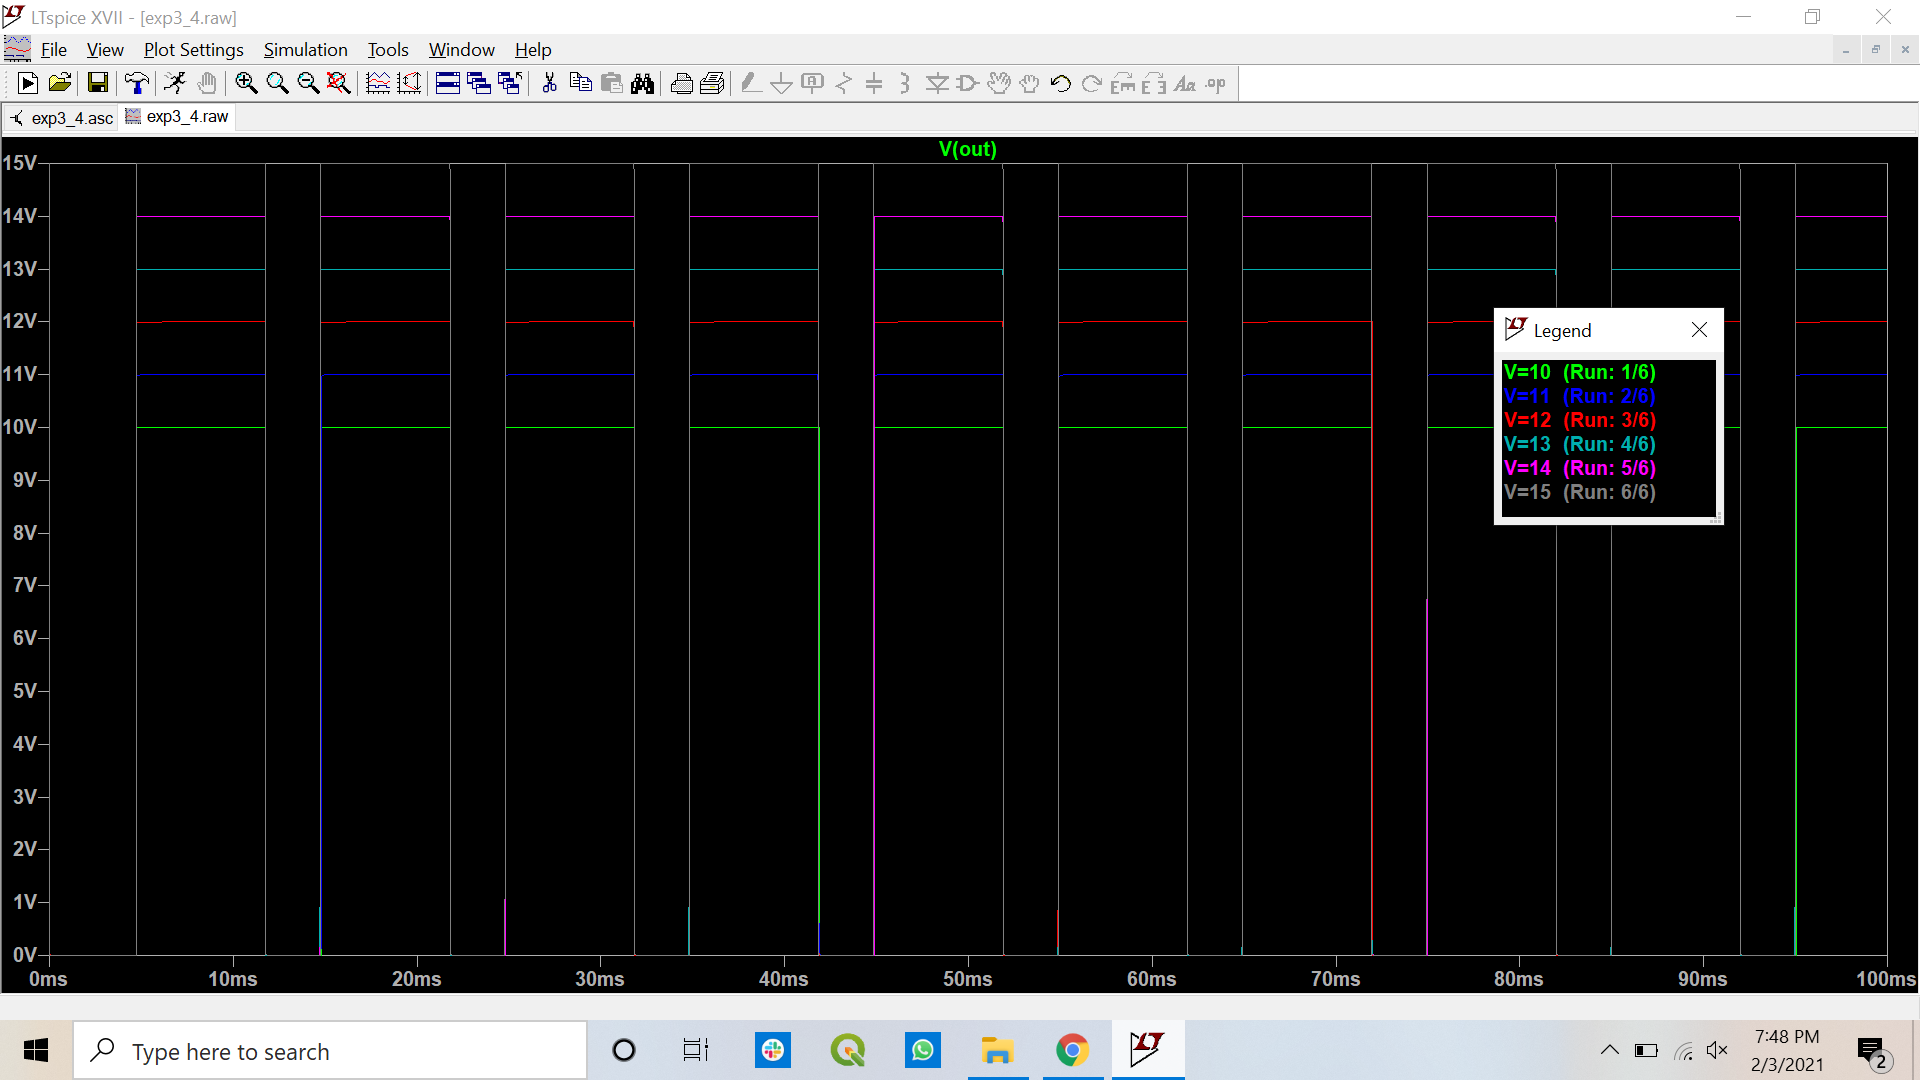 LTspice XVII - [exp3_4.raw]
File View Plot Settings Simulation Tools Window Help
exp3_4.asc exp3_4.raw
V(out)
15V
14V
13V
12V
11V
10V
9V
8V
7V
6V
5V
4V
3V
2V
1V
0V
0ms 10ms 20ms 30ms 40ms 50ms 60ms 70ms 80ms 90ms 100ms
Legend
V=10 (Run: 1/6)
V=11 (Run: 2/6)
V=12 (Run: 3/6)
V=13 (Run: 4/6)
V=14 (Run: 5/6)
V=15 (Run: 6/6)
Type here to search
7:48 PM
2/3/2021
2